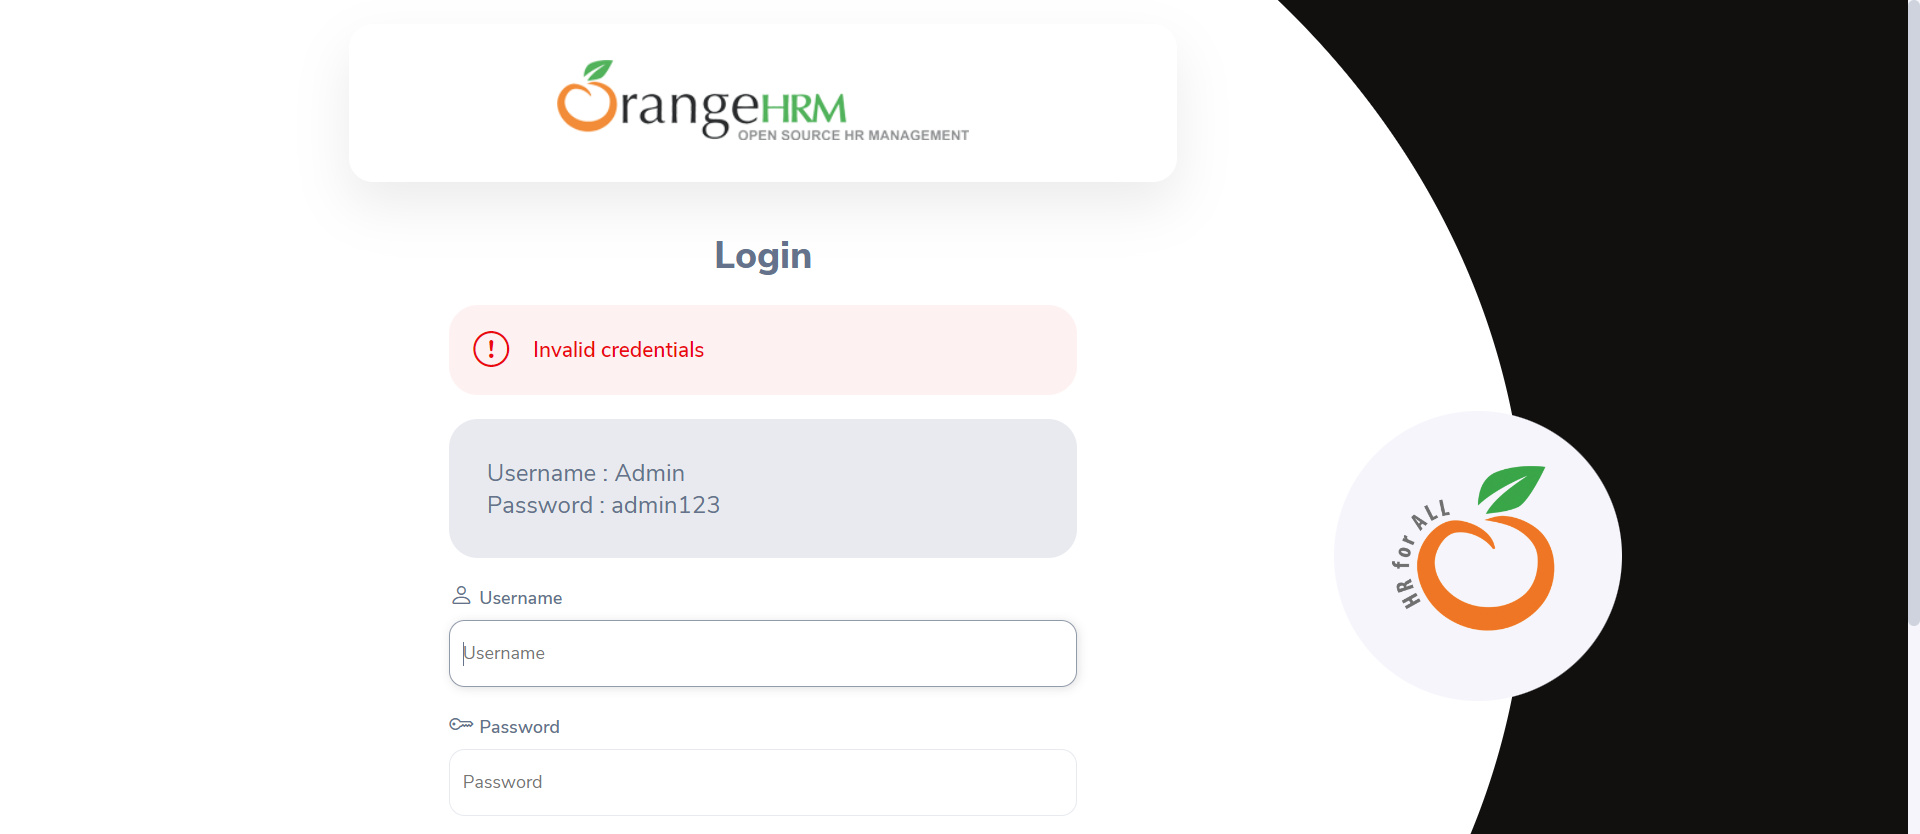 OrangeHRM
OPEN SOURCE HR MANAGEMENT
Login
Invalid credentials
Username : Admin
Password : admin123
Username
Username
Password
Password
HR for ALL